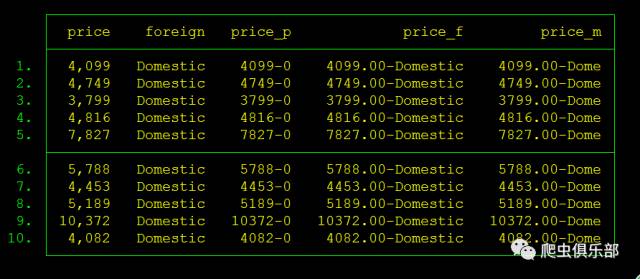 price foreign price_p price_f price_m
1. 4,099 Domestic 4099-0 4099.00-Domestic 4099.00-Dome
2. 4,749 Domestic 4749-0 4749.00-Domestic 4749.00-Dome
3. 3,799 Domestic 3799-0 3799.00-Domestic 3799.00-Dome
4. 4,816 Domestic 4816-0 4816.00-Domestic 4816.00-Dome
5. 7,827 Domestic 7827-0 7827.00-Domestic 7827.00-Dome
6. 5,788 Domestic 5788-0 5788.00-Domestic 5788.00-Dome
7. 4,453 Domestic 4453-0 4453.00-Domestic 4453.00-Dome
8. 5,189 Domestic 5189-0 5189.00-Domestic 5189.00-Dome
9. 10,372 Domestic 10372-0 10372.00-Domestic 10372.00-Dome
10. 4,082 Domestic 4082-0 4082.00-Domestic 4082.00-Dome
爬虫俱乐部